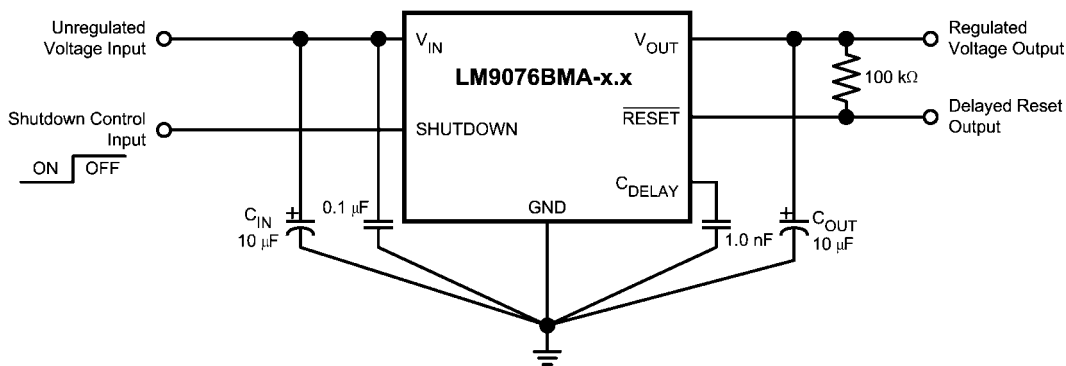 Unregulated
Voltage Input
V_IN
V_OUT
Regulated
Voltage Output
LM9076BMA-x.x
100 kΩ
Shutdown Control
Input
SHUTDOWN
RESET
Delayed Reset
Output
ON
OFF
C_DELAY
GND
C_IN
+
10 µF
0.1 µF
1.0 nF
+
C_OUT
10 µF